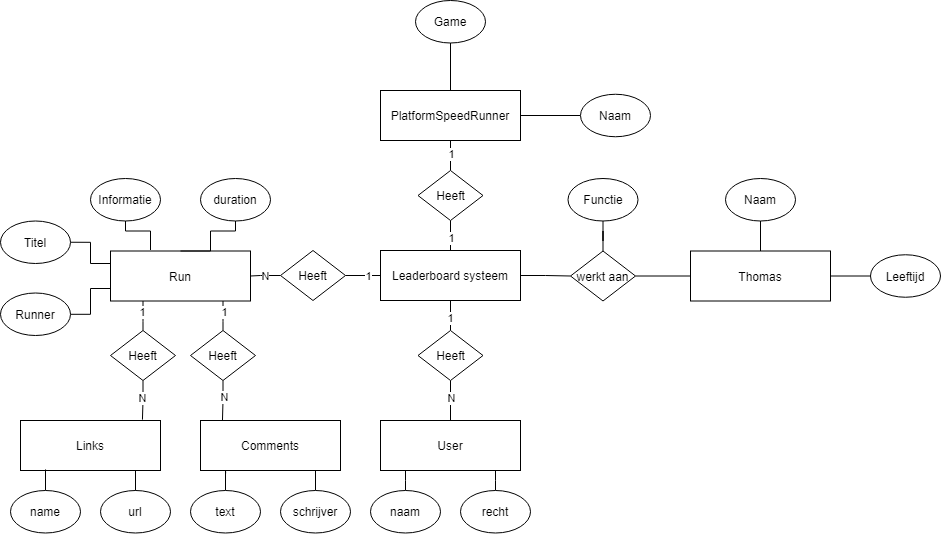 Game
PlatformSpeedRunner
Naam
1
Heeft
1
Informatie
duration
Functie
Naam
Titel
Run
N
Heeft
1
Leaderboard systeem
werkt aan
Thomas
Leeftijd
Runner
1
1
1
Heeft
Heeft
Heeft
N
N
N
Links
Comments
User
name
url
text
schrijver
naam
recht